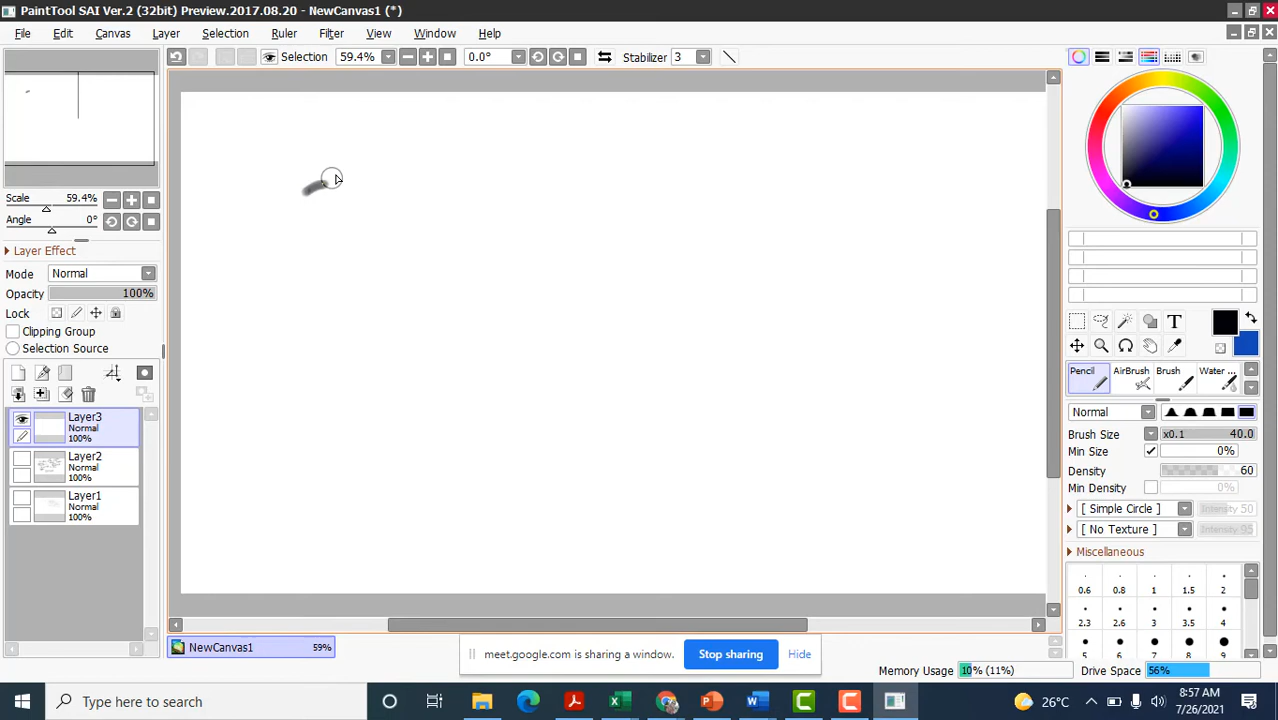 PaintTool SAI Ver.2 (32bit) Preview.2017.08.20 - NewCanvas1 (*)
File Edit Canvas Layer Selection Ruler Filter View Window Help
Selection 59.4% 0.0° Stabilizer 3
Scale 59.4%
Angle 0°
Layer Effect
Mode Normal
Opacity 100%
Lock
Clipping Group
Selection Source
Layer3
Normal
100%
Layer2
Normal
100%
Layer1
Normal
100%
T
Pencil AirBrush Brush Water ...
Normal
Brush Size x0.1 40.0
Min Size 0%
Density 60
Min Density 0%
[ Simple Circle ] Intensity 50
[ No Texture ] Intensity 95
Miscellaneous
0.6 0.8 1 1.5 2
2.3 2.6 3 3.5 4
5 6 7 8 9
NewCanvas1 59%
meet.google.com is sharing a window. Stop sharing Hide
Memory Usage 10% (11%) Drive Space 56%
Type here to search
26°C
8:57 AM
7/26/2021